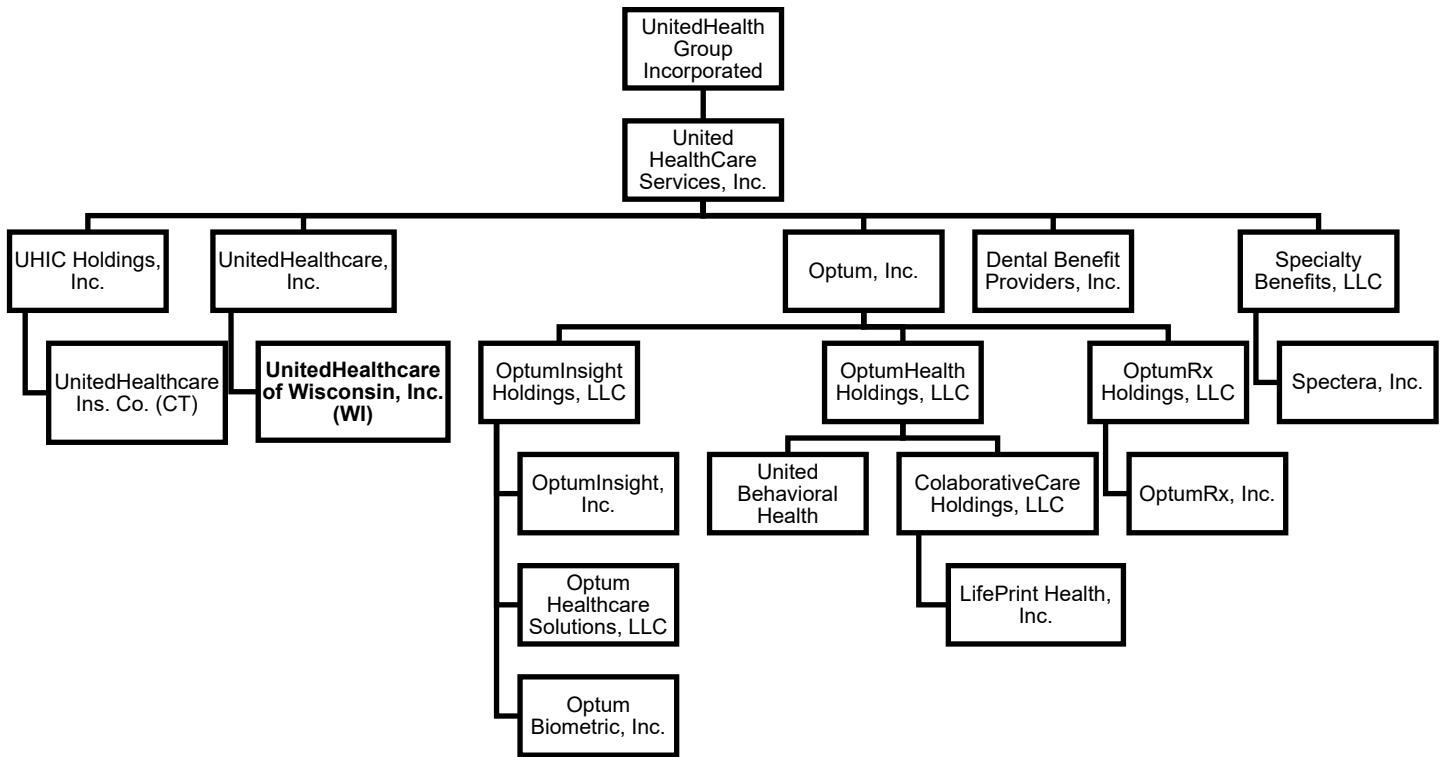 UnitedHealth
Group
Incorporated
United
HealthCare
Services, Inc.
UHIC Holdings,
Inc.
UnitedHealthcare,
Inc.
Optum, Inc.
Dental Benefit
Providers, Inc.
Specialty
Benefits, LLC
UnitedHealthcare
Ins. Co. (CT)
UnitedHealthcare
of Wisconsin, Inc.
(WI)
OptumInsight
Holdings, LLC
OptumHealth
Holdings, LLC
OptumRx
Holdings, LLC
Spectera, Inc.
OptumInsight,
Inc.
United
Behavioral
Health
ColaborativeCare
Holdings, LLC
OptumRx, Inc.
Optum
Healthcare
Solutions, LLC
LifePrint Health,
Inc.
Optum
Biometric, Inc.